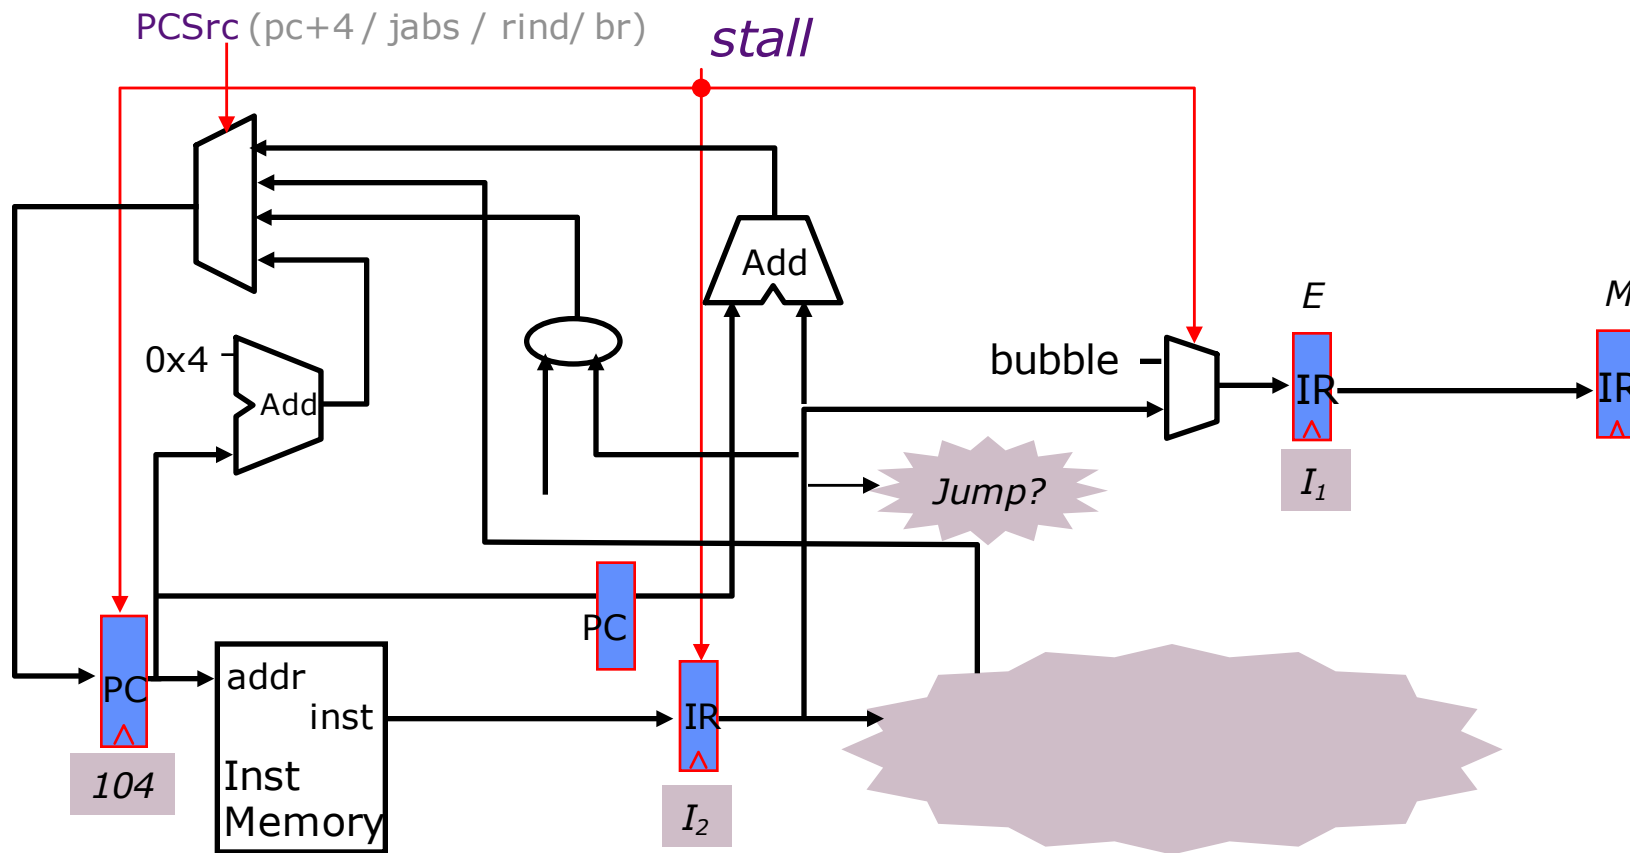 PCSrc (pc+4 / jabs / rind/ br)
stall
Add
E
M
0x4
Add
bubble
IR
IR
Jump?
I1
PC
PC
addr
inst
IR
104
Inst
Memory
I2